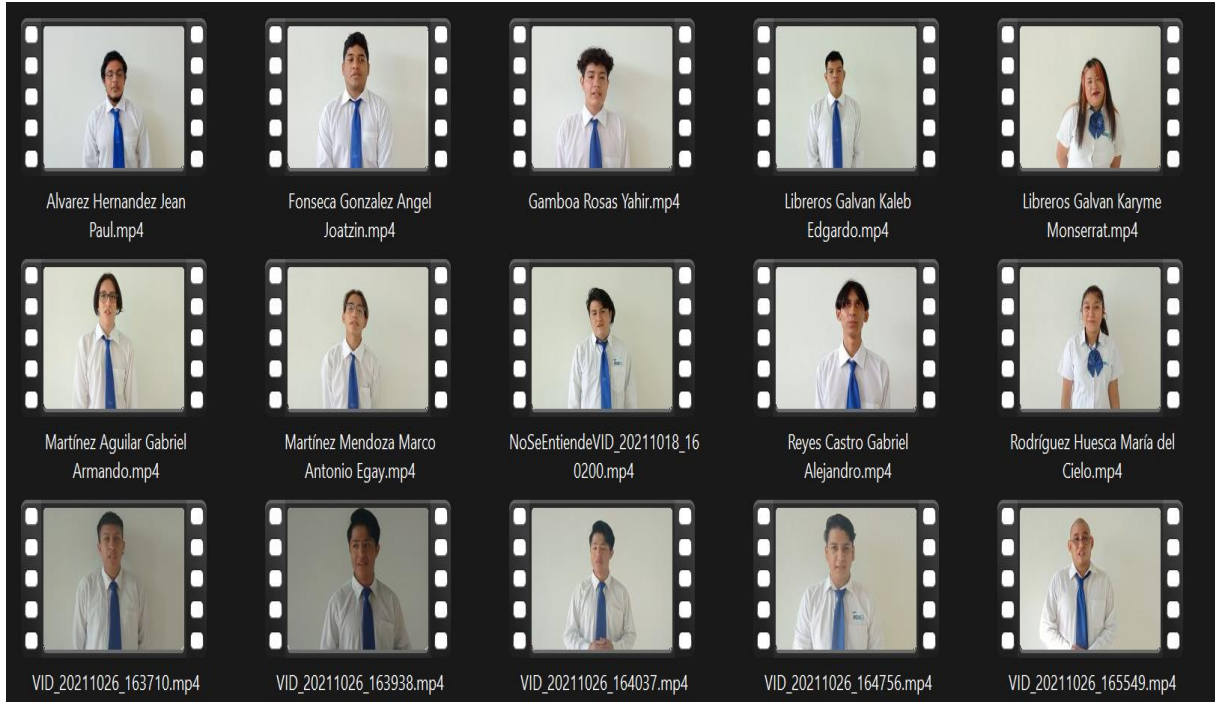 Alvarez Hernandez Jean
Paul.mp4
Fonseca Gonzalez Angel
Joatzin.mp4
Gamboa Rosas Yahir.mp4
Libreros Galvan Kaleb
Edgardo.mp4
Libreros Galvan Karyme
Monserrat.mp4
Martínez Aguilar Gabriel
Armando.mp4
Martínez Mendoza Marco
Antonio Egay.mp4
NoSeEntiendeVID_20211018_16
0200.mp4
Reyes Castro Gabriel
Alejandro.mp4
Rodríguez Huesca María del
Cielo.mp4
VID_20211026_163710.mp4
VID_20211026_163938.mp4
VID_20211026_164037.mp4
VID_20211026_164756.mp4
VID_20211026_165549.mp4